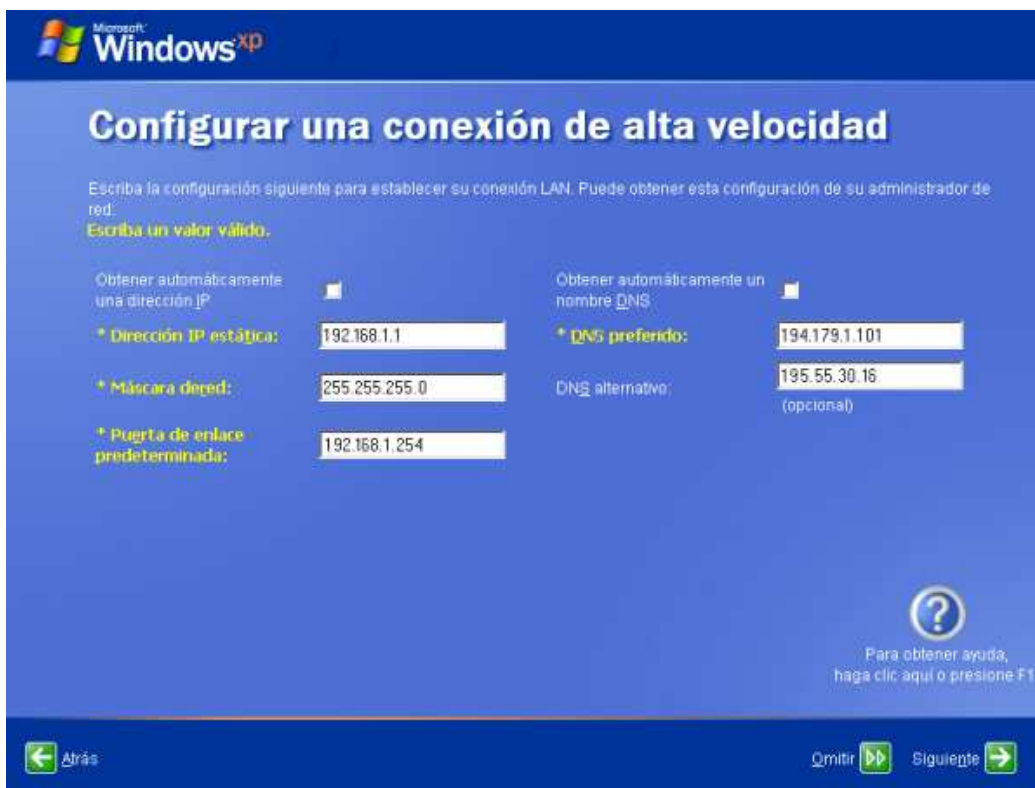 Microsoft
Windows xp
Configurar una conexión de alta velocidad
Escriba la configuración siguiente para establecer su conexión LAN. Puede obtener esta configuración de su administrador de
red.
Escriba un valor válido.
Obtener automáticamente
una dirección IP
Obtener automáticamente un
nombre DNS
* Dirección IP estática: 192.168.1.1
* DNS preferido: 194.179.1.101
* Máscara dered: 255.255.255.0
DNS alternativo: 195.55.30.16
(opcional)
* Puerta de enlace
predeterminada: 192.168.1.254
Para obtener ayuda,
haga clic aquí o presione F1
Atrás
Omitir
Siguiente